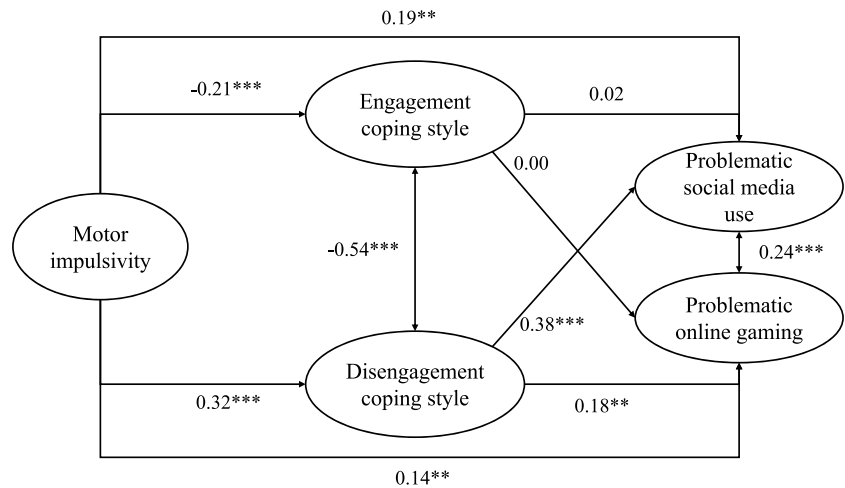 0.19**
-0.21***
Engagement
coping style
0.02
0.00
Problematic
social media
use
Motor
impulsivity
-0.54***
0.24***
Problematic
online gaming
0.38***
Disengagement
coping style
0.32***
0.18**
0.14**